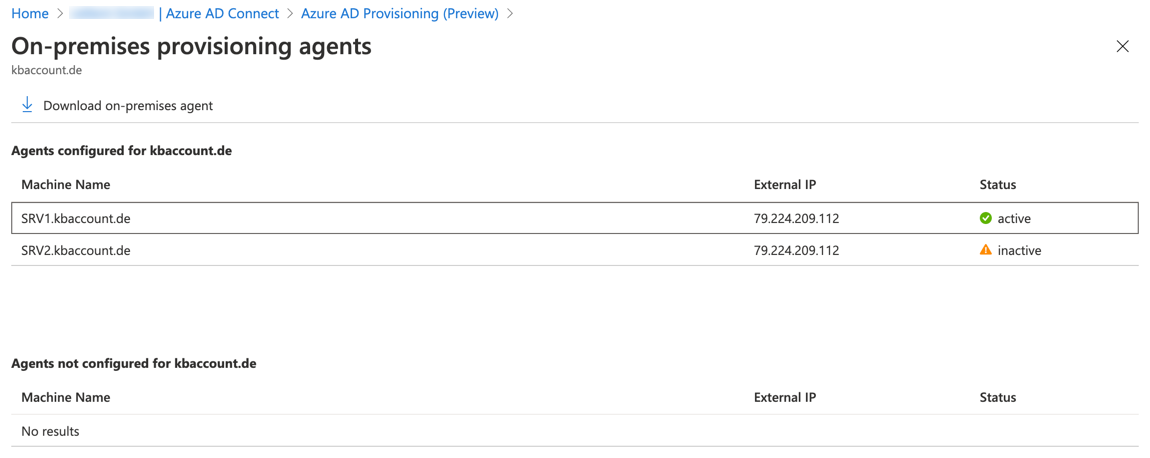 Home > | Azure AD Connect > Azure AD Provisioning (Preview) >
On-premises provisioning agents
kbaccount.de
Download on-premises agent
Agents configured for kbaccount.de
Machine Name External IP Status
SRV1.kbaccount.de 79.224.209.112 active
SRV2.kbaccount.de 79.224.209.112 inactive
Agents not configured for kbaccount.de
Machine Name External IP Status
No results